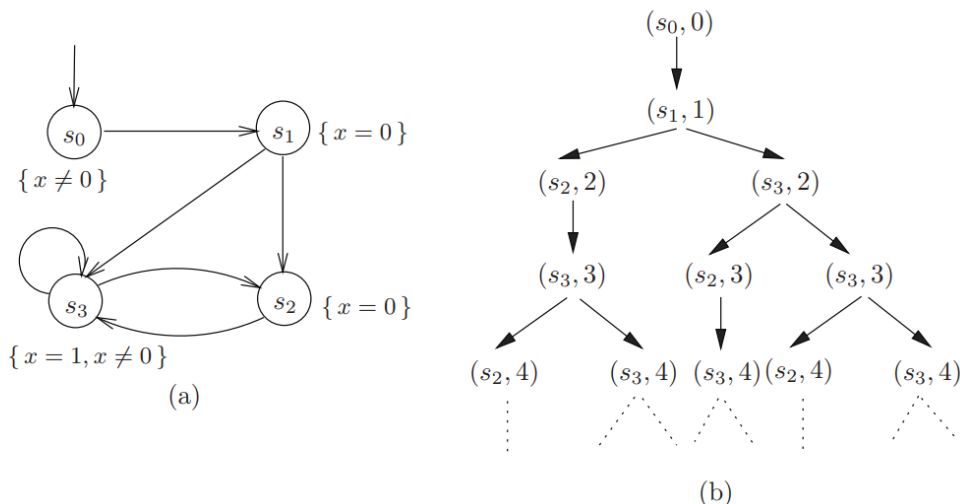 s₀
{ x ≠ 0 }
s₁
{ x = 0 }
s₃
{ x = 1, x ≠ 0 }
s₂
{ x = 0 }
(a)
(s₀, 0)
(s₁, 1)
(s₂, 2) (s₃, 2)
(s₃, 3) (s₂, 3) (s₃, 3)
(s₂, 4) (s₃, 4) (s₃, 4) (s₂, 4) (s₃, 4)
(b)